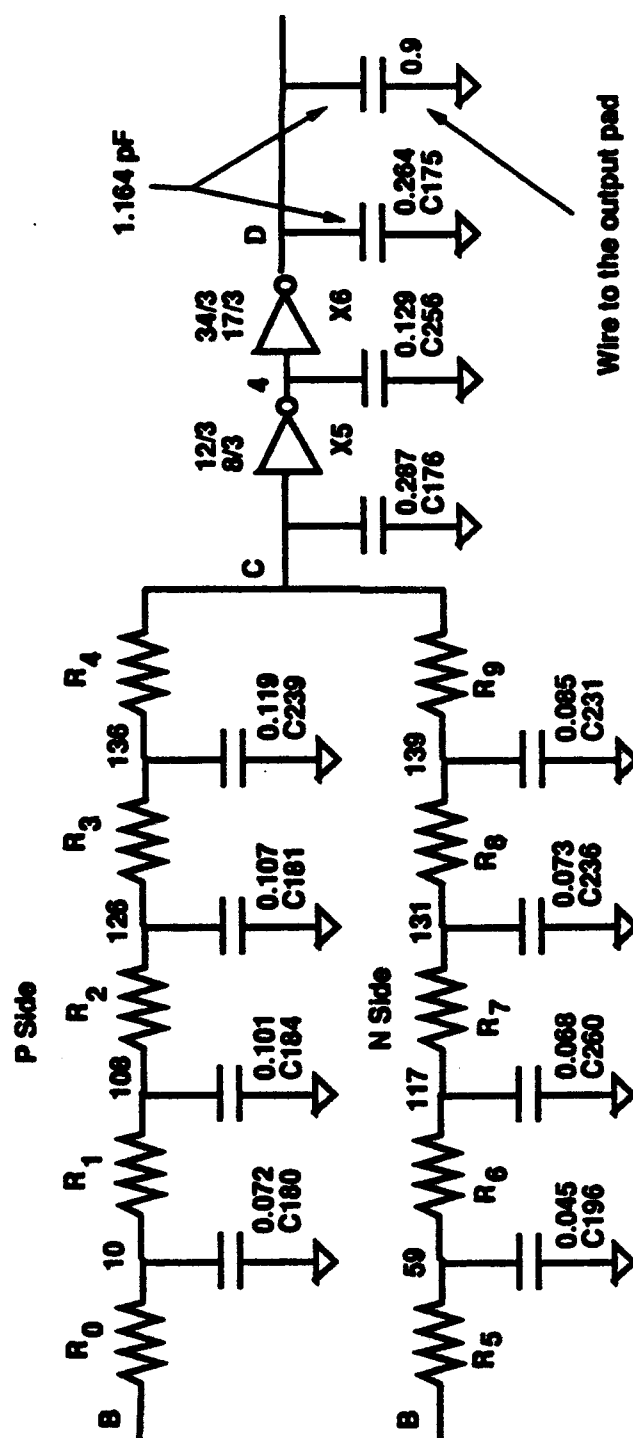 P Side
B
R0
10
0.072
C180
R1
108
0.101
C184
R2
126
0.107
C181
R3
136
0.119
C239
R4
N Side
B
R5
59
0.045
C196
R6
117
0.068
C260
R7
131
0.073
C236
R8
139
0.085
C231
R9
C
0.287
C176
12/3
8/3
X5
4
0.129
C256
34/3
17/3
X6
D
1.164 pF
0.264
C175
0.9
Wire to the output pad